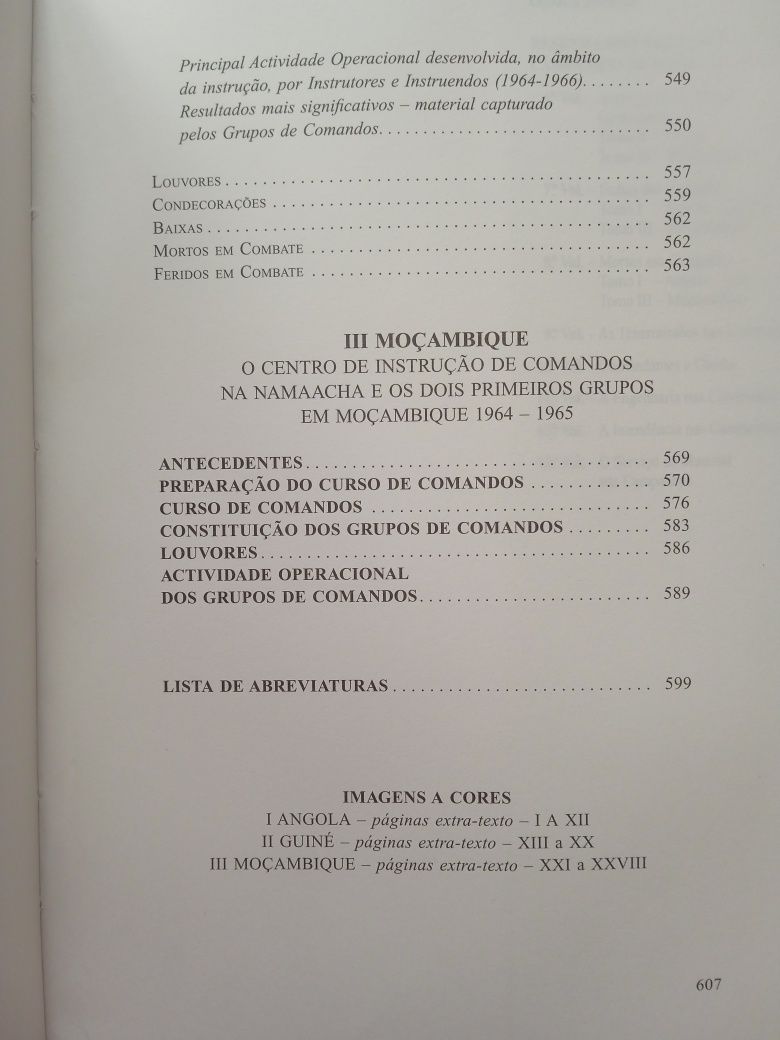 Principal Actividade Operacional desenvolvida, no âmbito
da instrução, por Instrutores e Instruendos (1964-1966). . . . . . . . 549
Resultados mais significativos – material capturado
pelos Grupos de Comandos. . . . . . . . . . . . . . . . . . . . . . . . . . . . . 550
LOUVORES . . . . . . . . . . . . . . . . . . . . . . . . . . . . . . . . . . . . . . . . . . . . . 557
CONDECORAÇÕES . . . . . . . . . . . . . . . . . . . . . . . . . . . . . . . . . . . . . . . . 559
BAIXAS . . . . . . . . . . . . . . . . . . . . . . . . . . . . . . . . . . . . . . . . . . . . . . . 562
MORTOS EM COMBATE . . . . . . . . . . . . . . . . . . . . . . . . . . . . . . . . . . . . 562
FERIDOS EM COMBATE . . . . . . . . . . . . . . . . . . . . . . . . . . . . . . . . . . . . 563
III MOÇAMBIQUE
O CENTRO DE INSTRUÇÃO DE COMANDOS
NA NAMAACHA E OS DOIS PRIMEIROS GRUPOS
EM MOÇAMBIQUE 1964 – 1965
ANTECEDENTES . . . . . . . . . . . . . . . . . . . . . . . . . . . . . . . . . . . . . 569
PREPARAÇÃO DO CURSO DE COMANDOS . . . . . . . . . . . . . 570
CURSO DE COMANDOS . . . . . . . . . . . . . . . . . . . . . . . . . . . . . . 576
CONSTITUIÇÃO DOS GRUPOS DE COMANDOS . . . . . . . . . 583
LOUVORES . . . . . . . . . . . . . . . . . . . . . . . . . . . . . . . . . . . . . . . . . . 586
ACTIVIDADE OPERACIONAL
DOS GRUPOS DE COMANDOS . . . . . . . . . . . . . . . . . . . . . . . . . 589
LISTA DE ABREVIATURAS . . . . . . . . . . . . . . . . . . . . . . . . . . . . 599
IMAGENS A CORES
I ANGOLA – páginas extra-texto – I A XII
II GUINÉ – páginas extra-texto – XIII a XX
III MOÇAMBIQUE – páginas extra-texto – XXI a XXVIII
607